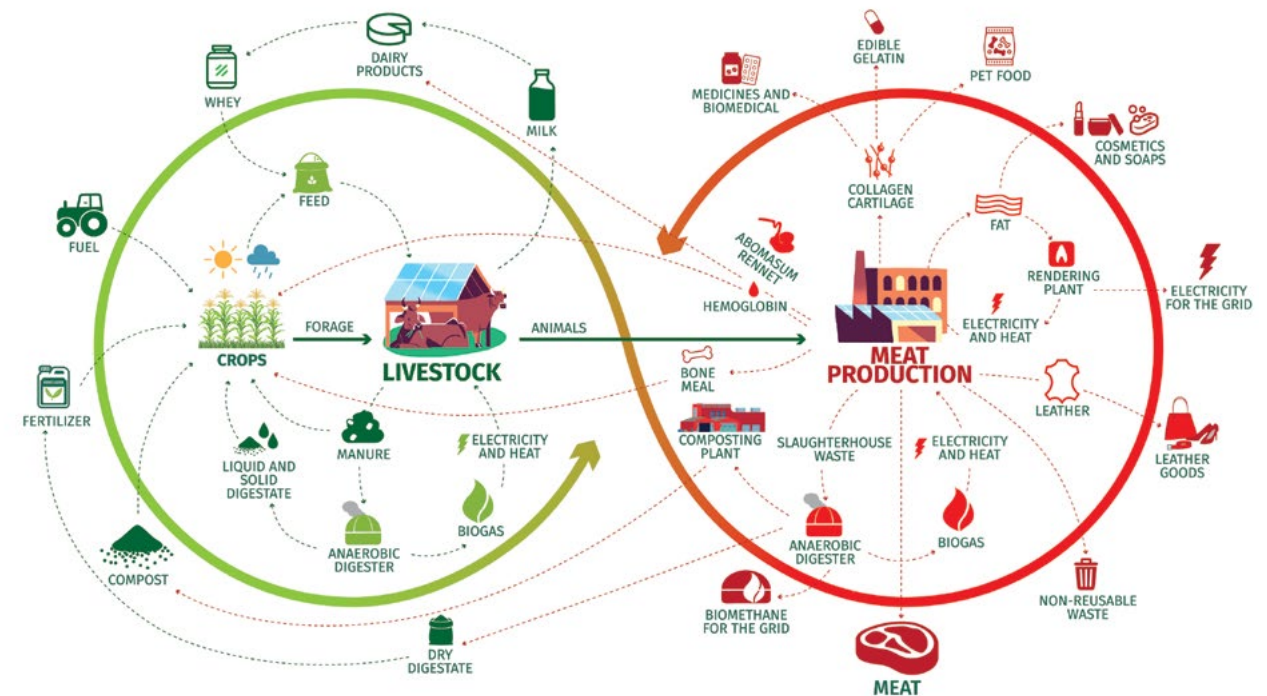 DAIRY
PRODUCTS
WHEY
MILK
FEED
FUEL
FORAGE
CROPS
LIVESTOCK
ANIMALS
FERTILIZER
LIQUID AND
SOLID
DIGESTATE
MANURE
ELECTRICITY
AND HEAT
ANAEROBIC
DIGESTER
BIOGAS
COMPOST
DRY
DIGESTATE
EDIBLE
GELATIN
PET FOOD
MEDICINES AND
BIOMEDICAL
COSMETICS
AND SOAPS
COLLAGEN
CARTILAGE
FAT
ABOMASUM
RENNET
HEMOGLOBIN
RENDERING
PLANT
ELECTRICITY
FOR THE GRID
ELECTRICITY
AND HEAT
MEAT
PRODUCTION
BONE
MEAL
LEATHER
LEATHER
GOODS
COMPOSTING
PLANT
SLAUGHTERHOUSE
WASTE
ELECTRICITY
AND HEAT
ANAEROBIC
DIGESTER
BIOGAS
BIOMETHANE
FOR THE GRID
NON-REUSABLE
WASTE
MEAT